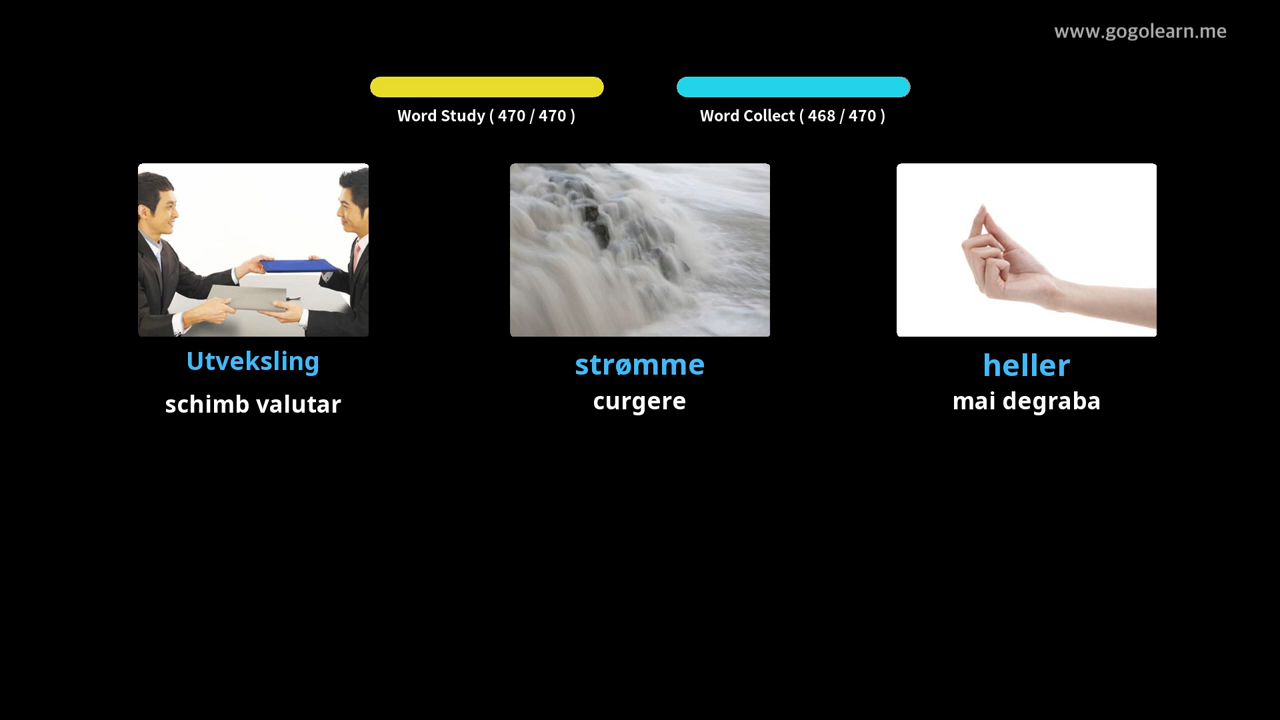 www.gogolearn.me
Word Study ( 470 / 470 )
Word Collect ( 468 / 470 )
Utveksling
schimb valutar
strømme
curgere
heller
mai degraba